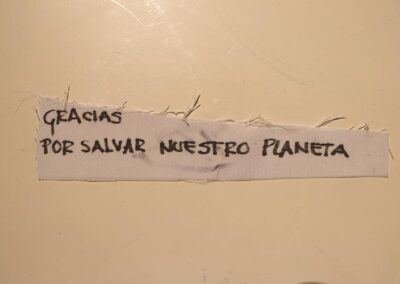 GRACIAS
POR SALVAR NUESTRO PLANETA